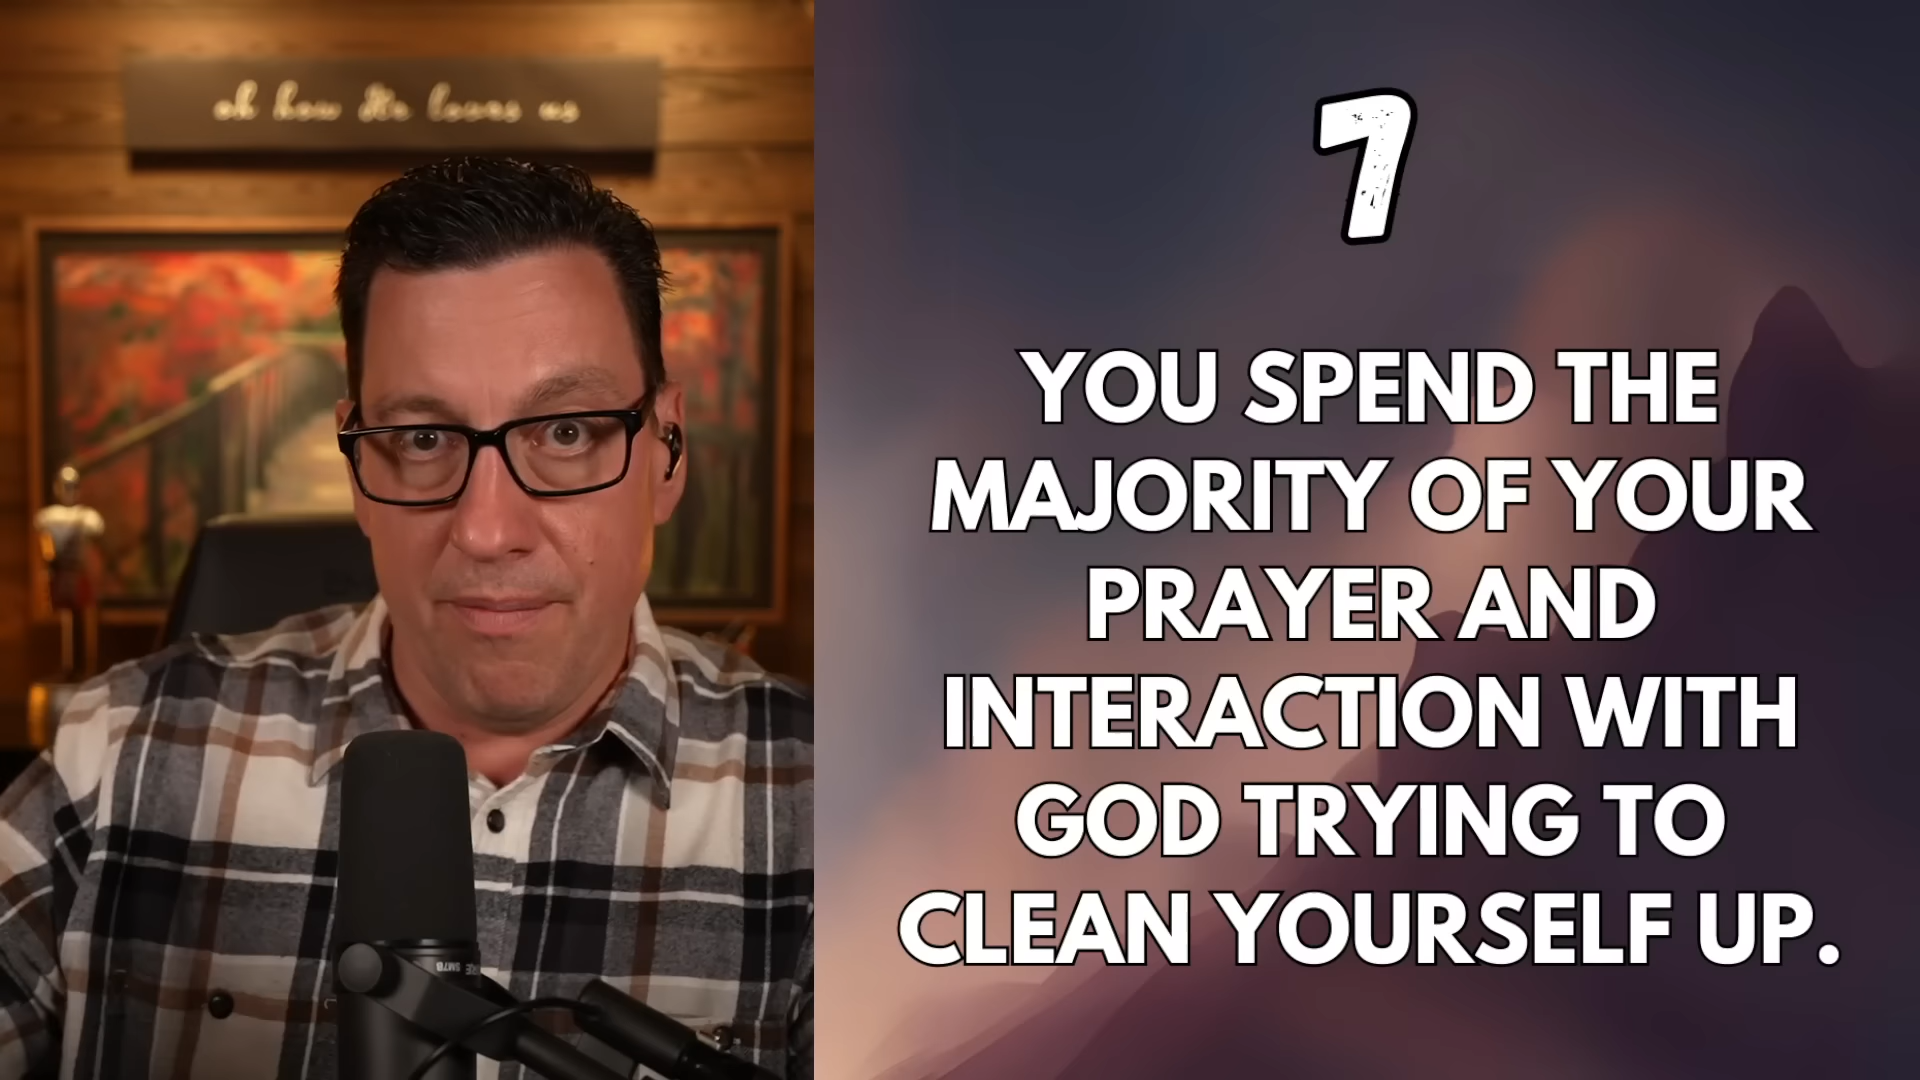 oh how He loves us
7
YOU SPEND THE
MAJORITY OF YOUR
PRAYER AND
INTERACTION WITH
GOD TRYING TO
CLEAN YOURSELF UP.
SM7B